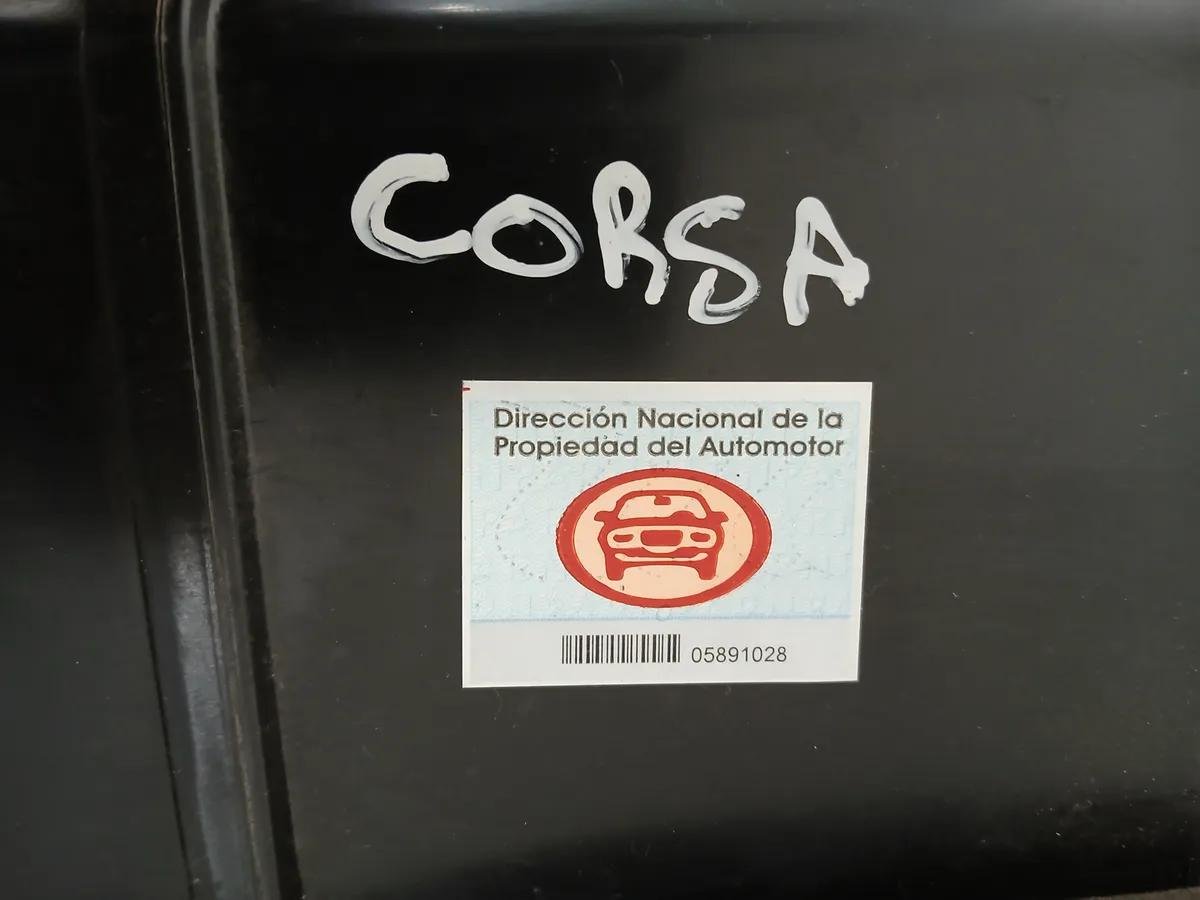 CORSA
Dirección Nacional de la
Propiedad del Automotor
05891028